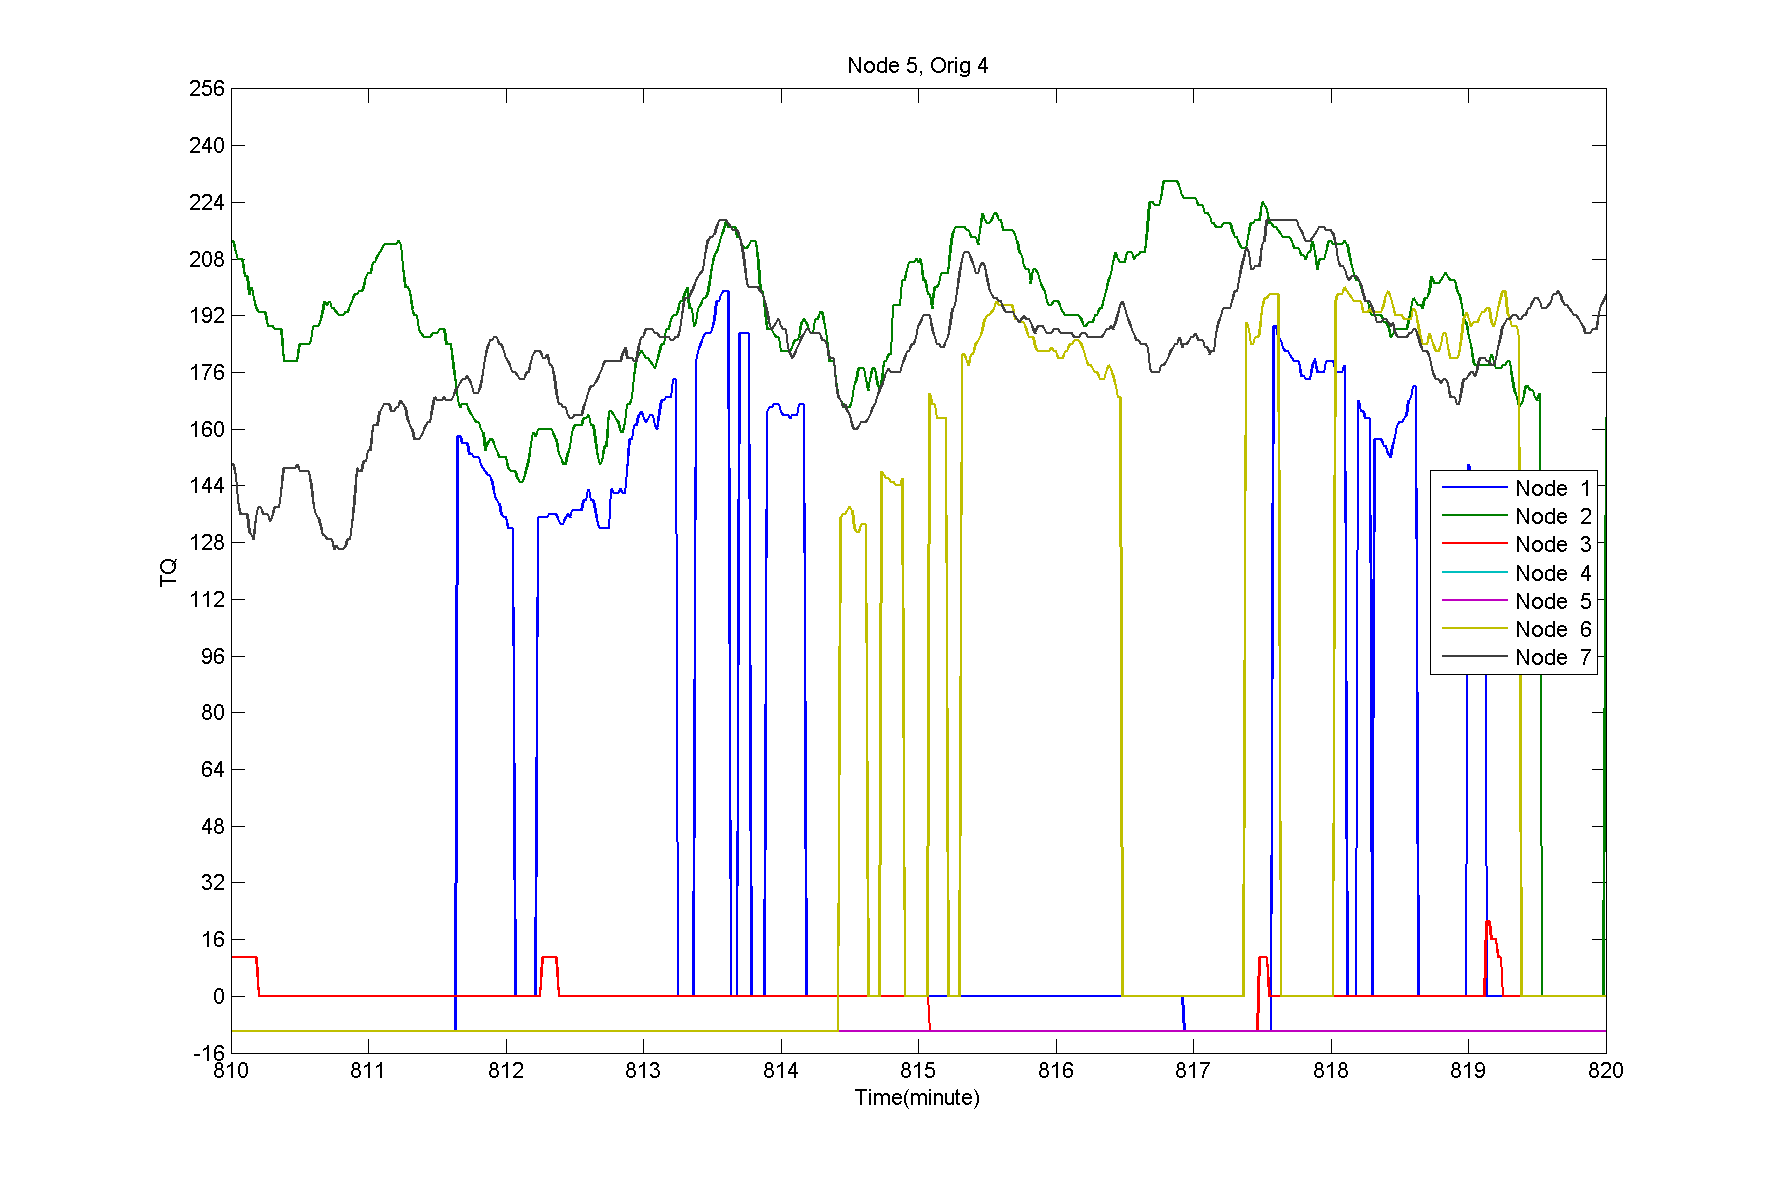 Node 5, Orig 4
256
240
224
208
192
176
160
144
128
112
96
80
64
48
32
16
0
-16
TQ
Node 1
Node 2
Node 3
Node 4
Node 5
Node 6
Node 7
810 811 812 813 814 815 816 817 818 819 820
Time(minute)